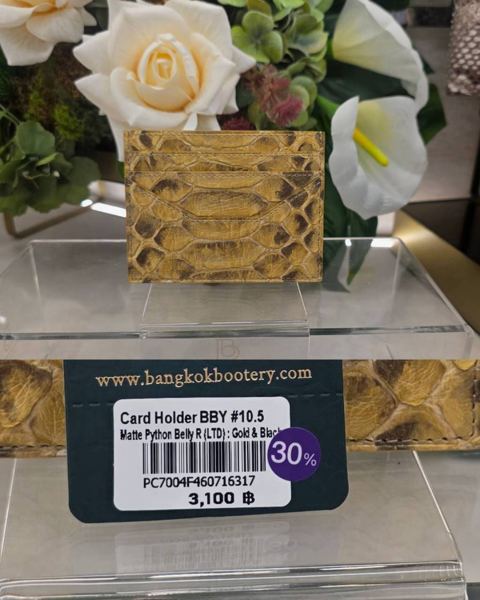 www.bangkokbootery.com
Card Holder BBY #10.5
Matte Python Belly R (LTD) : Gold & Black
30%
PC7004F460716317
3,100 ฿